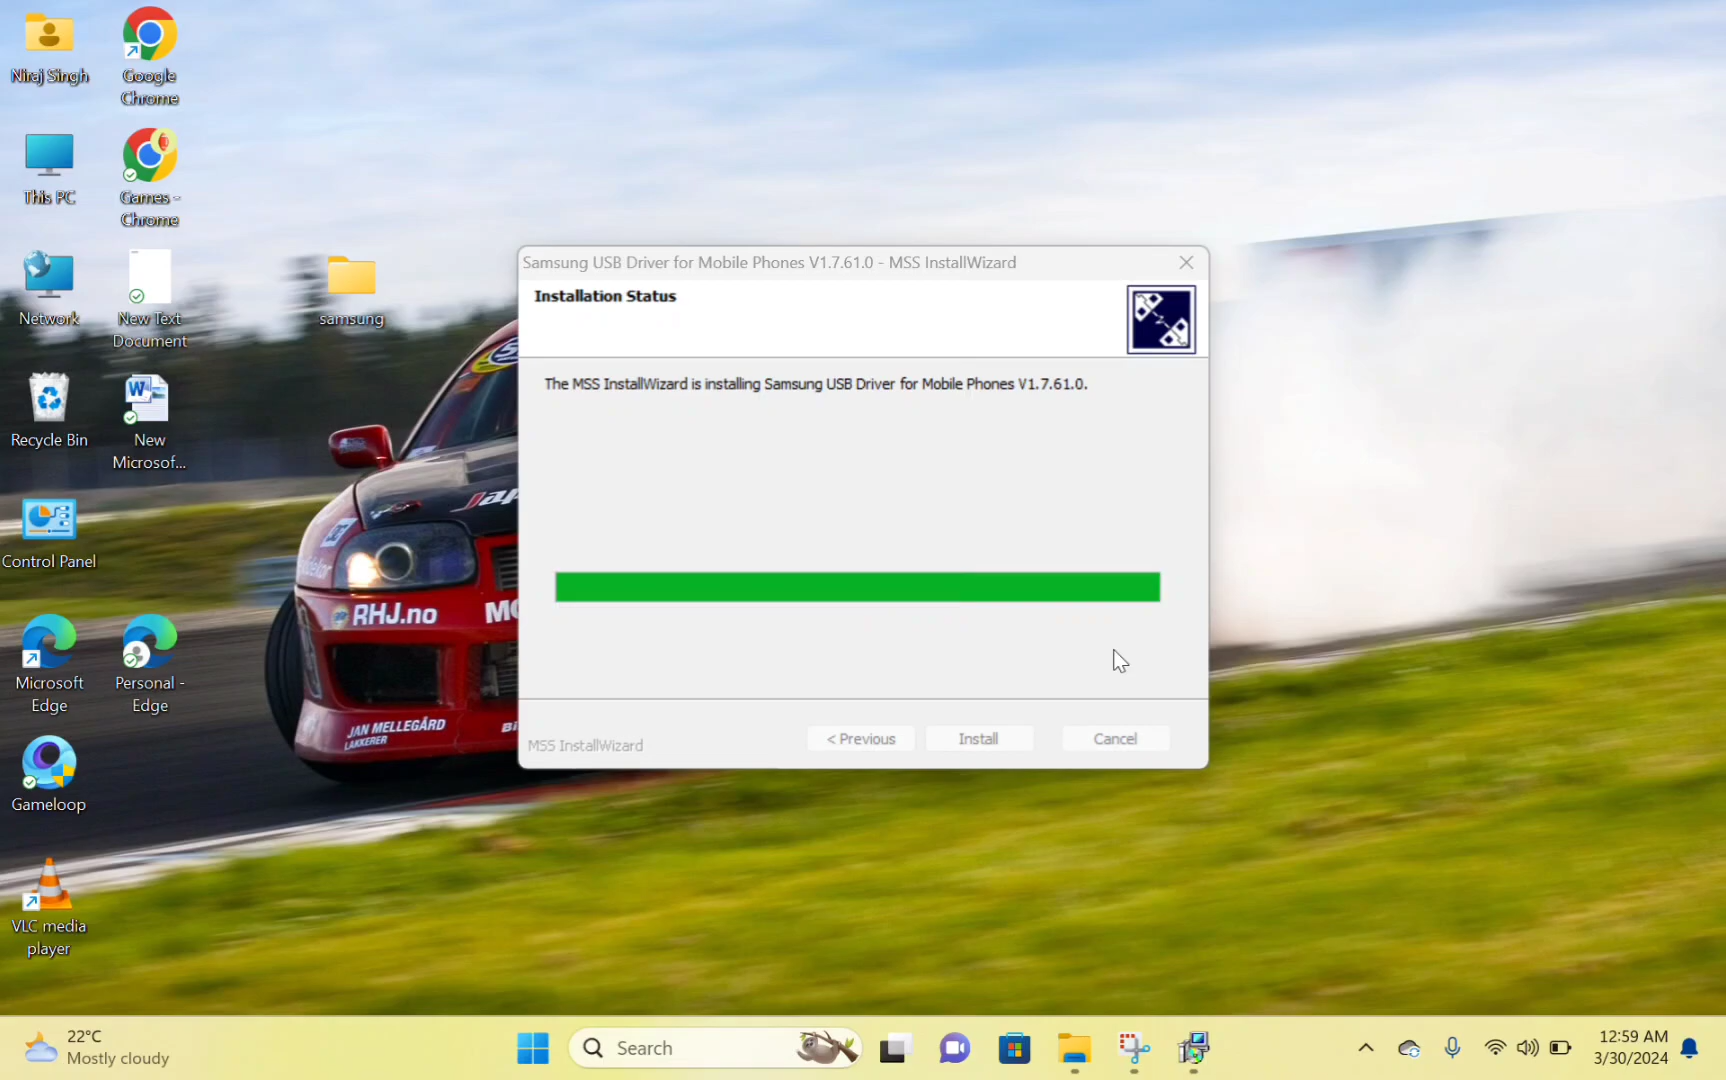 Niraj Singh
Google
Chrome
This PC
Games -
Chrome
Network
New Text
Document
samsung
Recycle Bin
New
Microsof...
Control Panel
Microsoft
Edge
Personal -
Edge
Gameloop
VLC media
player
Samsung USB Driver for Mobile Phones V1.7.61.0 - MSS InstallWizard
Installation Status
The MSS InstallWizard is installing Samsung USB Driver for Mobile Phones V1.7.61.0.
MSS InstallWizard
< Previous
Install
Cancel
RHJ.no
JAN MELLEGÅRD
LAKKERER
22°C
Mostly cloudy
Search
12:59 AM
3/30/2024